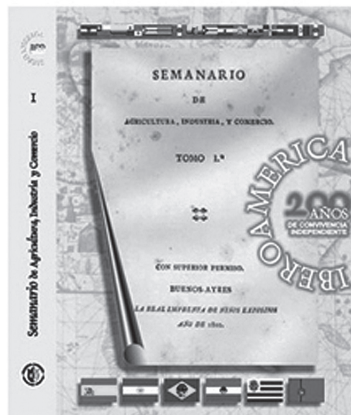 I
Semanario de Agricultura, Industria y Comercio
SEMANARIO
DE
AGRICULTURA, INDUSTRIA, Y COMERCIO.
TOMO I.º
CON SUPERIOR PERMISO.
BUENOS-AYRES
LA REAL IMPRENTA DE NIÑOS EXPOSITOS
AÑO DE 1802.
IBEROAMERICA
200 AÑOS
DE CONVIVENCIA
INDEPENDIENTE